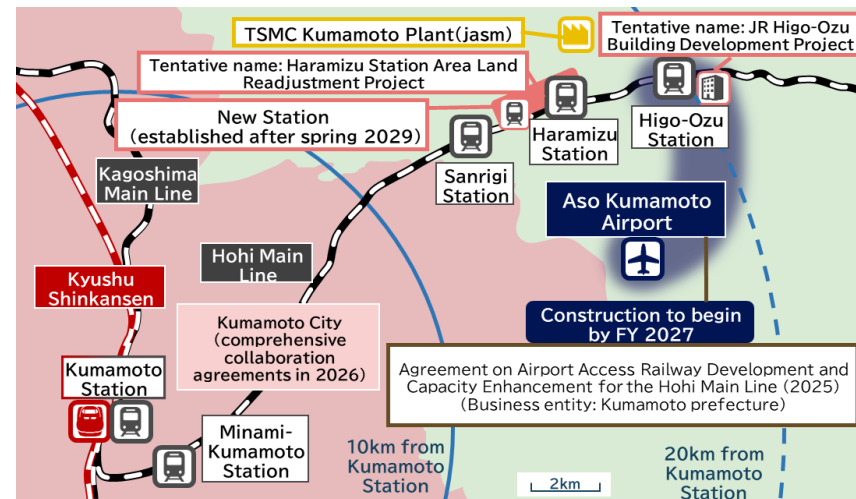 TSMC Kumamoto Plant(jasm)
Tentative name: JR Higo-Ozu
Building Development Project
Tentative name: Haramizu Station Area Land
Readjustment Project
New Station
(established after spring 2029)
Haramizu
Station
Higo-Ozu
Station
Sanrigi
Station
Kagoshima
Main Line
Aso Kumamoto
Airport
Hohi Main
Line
Kyushu
Shinkansen
Construction to begin
by FY 2027
Kumamoto City
(comprehensive
collaboration
agreements in 2026)
Agreement on Airport Access Railway Development and
Capacity Enhancement for the Hohi Main Line (2025)
(Business entity: Kumamoto prefecture)
Kumamoto
Station
Minami-
Kumamoto
Station
10km from
Kumamoto
Station
2km
20km from
Kumamoto
Station